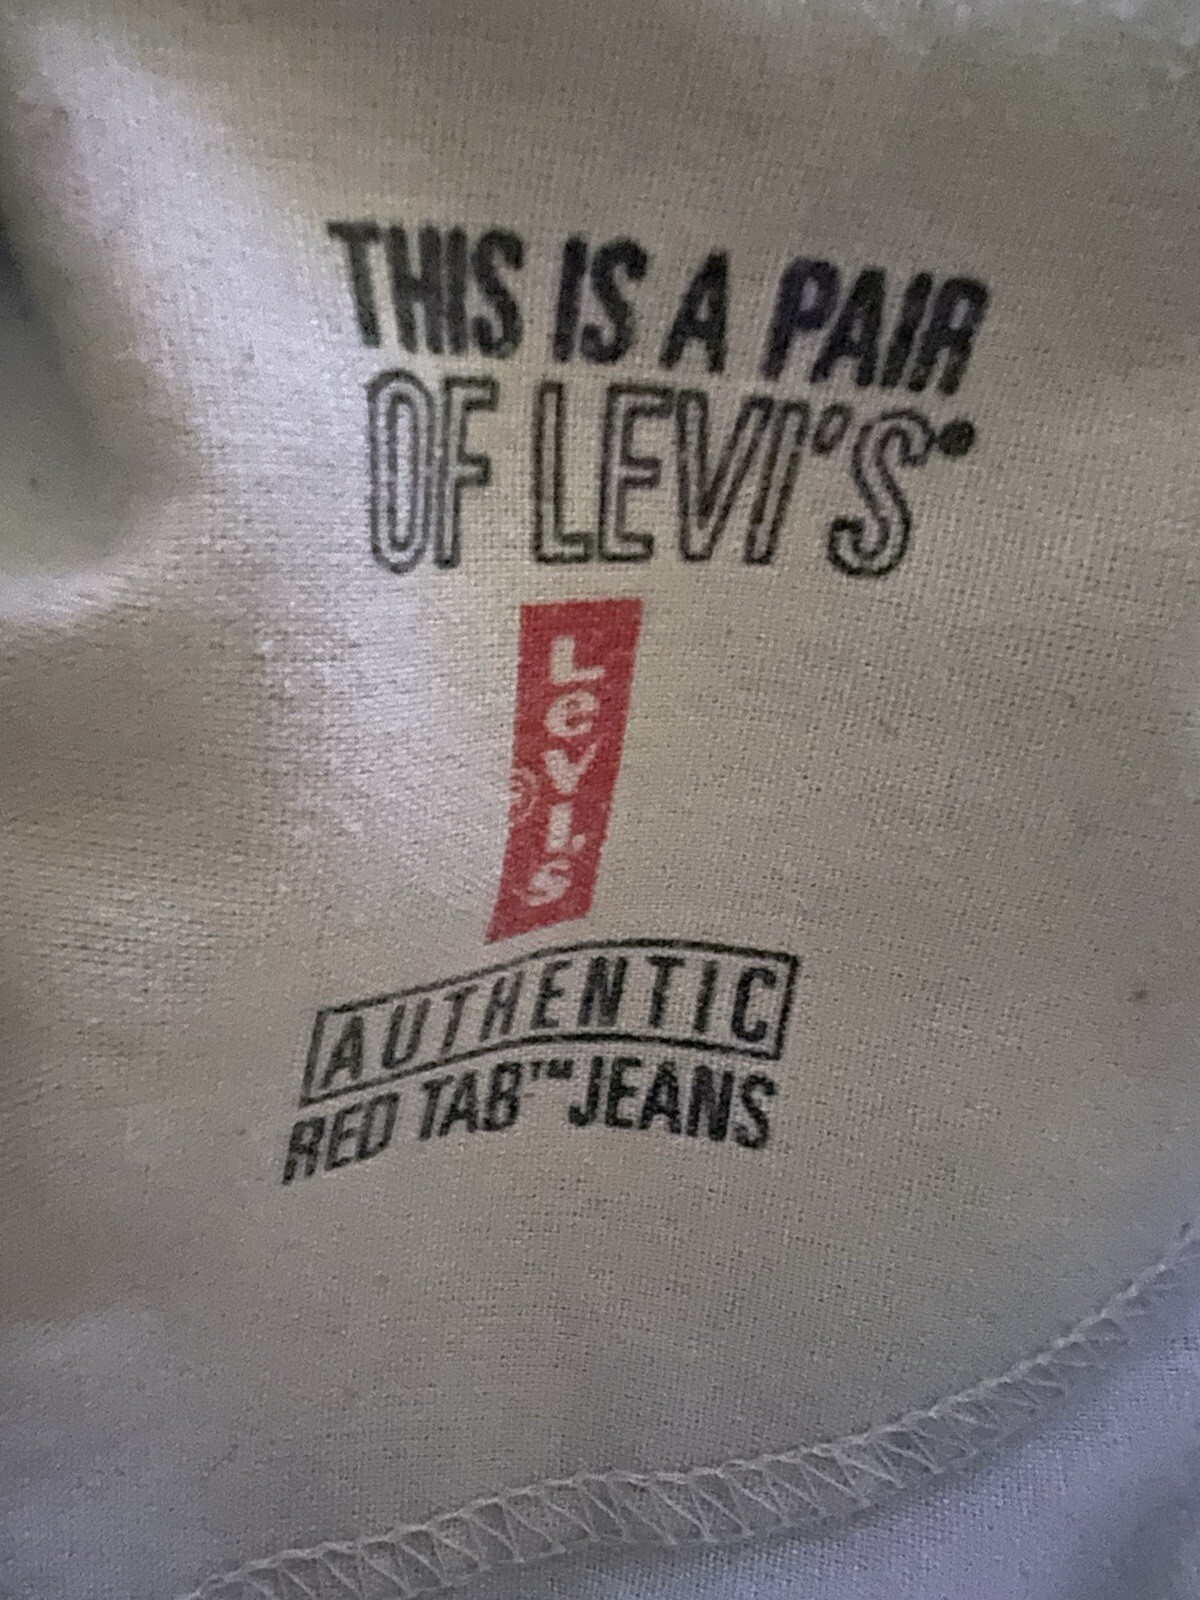 THIS IS A PAIR
OF LEVI'S®
Levi's
®
AUTHENTIC
RED TAB™ JEANS